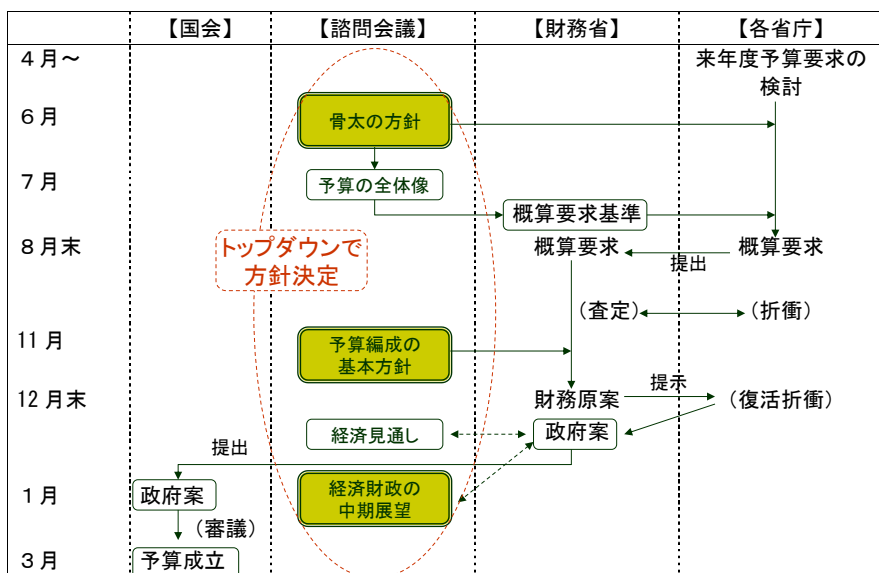 【国会】 【諮問会議】 【財務省】 【各省庁】
4月~
来年度予算要求の
検討
6月
骨太の方針
7月
予算の全体像
概算要求基準
8月末
トップダウンで
方針決定
概算要求
提出
概算要求
(査定)
(折衝)
11月
予算編成の
基本方針
12月末
財務原案
提示
(復活折衝)
経済見通し
政府案
提出
1月
政府案
経済財政の
中期展望
(審議)
3月
予算成立